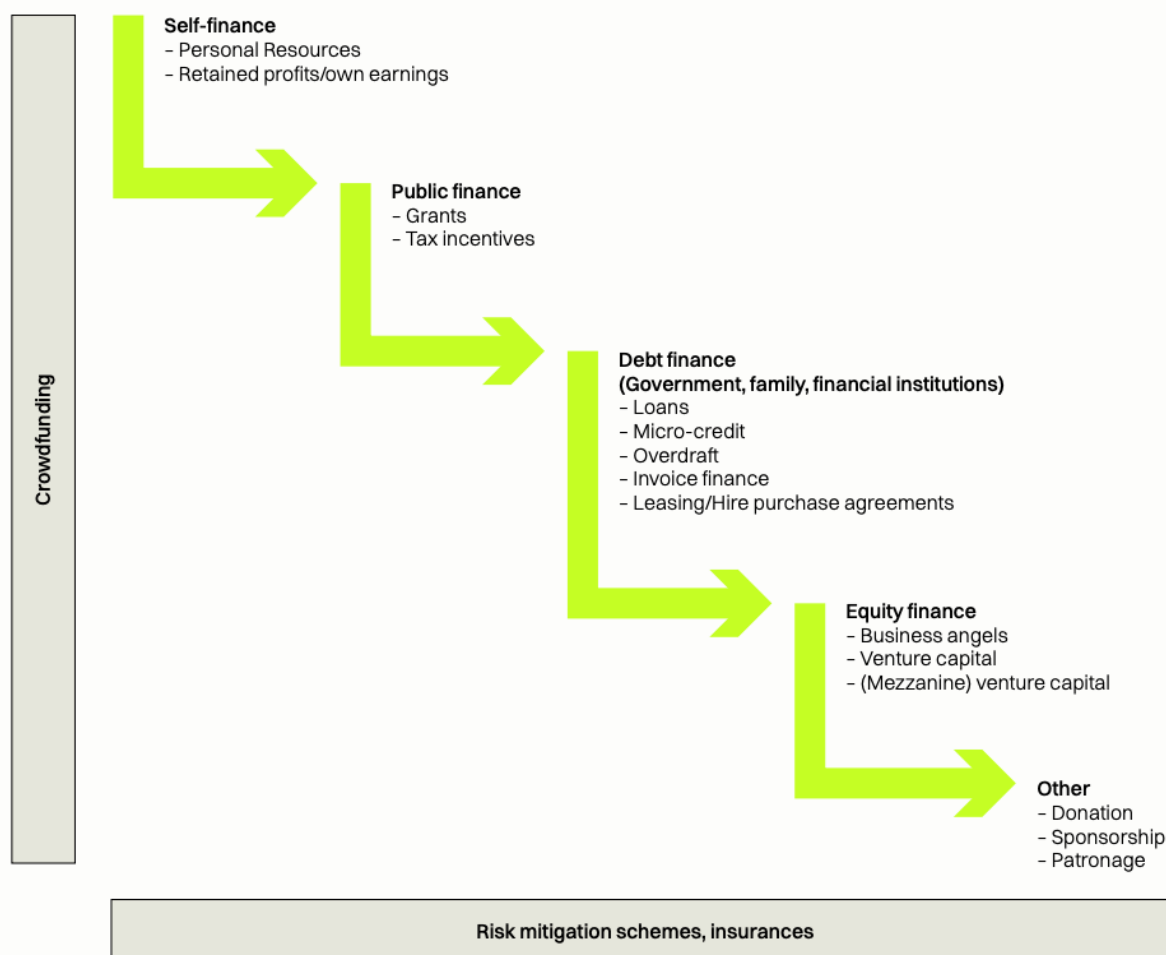 Self-finance
– Personal Resources
– Retained profits/own earnings
Public finance
– Grants
– Tax incentives
Debt finance
(Government, family, financial institutions)
– Loans
– Micro-credit
– Overdraft
– Invoice finance
– Leasing/Hire purchase agreements
Equity finance
– Business angels
– Venture capital
– (Mezzanine) venture capital
Other
– Donation
– Sponsorship
– Patronage
Crowdfunding
Risk mitigation schemes, insurances